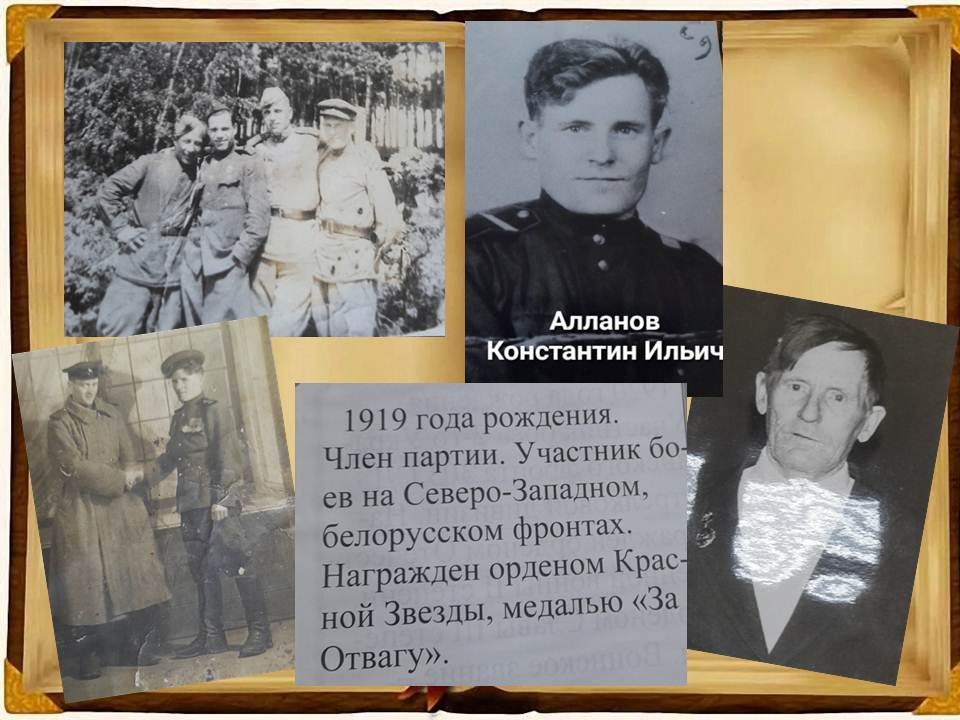 Алланов
Константин Ильич
1919 года рождения.
Член партии. Участник бо-
ев на Северо-Западном,
белорусском фронтах.
Награжден орденом Крас-
ной Звезды, медалью «За
Отвагу».